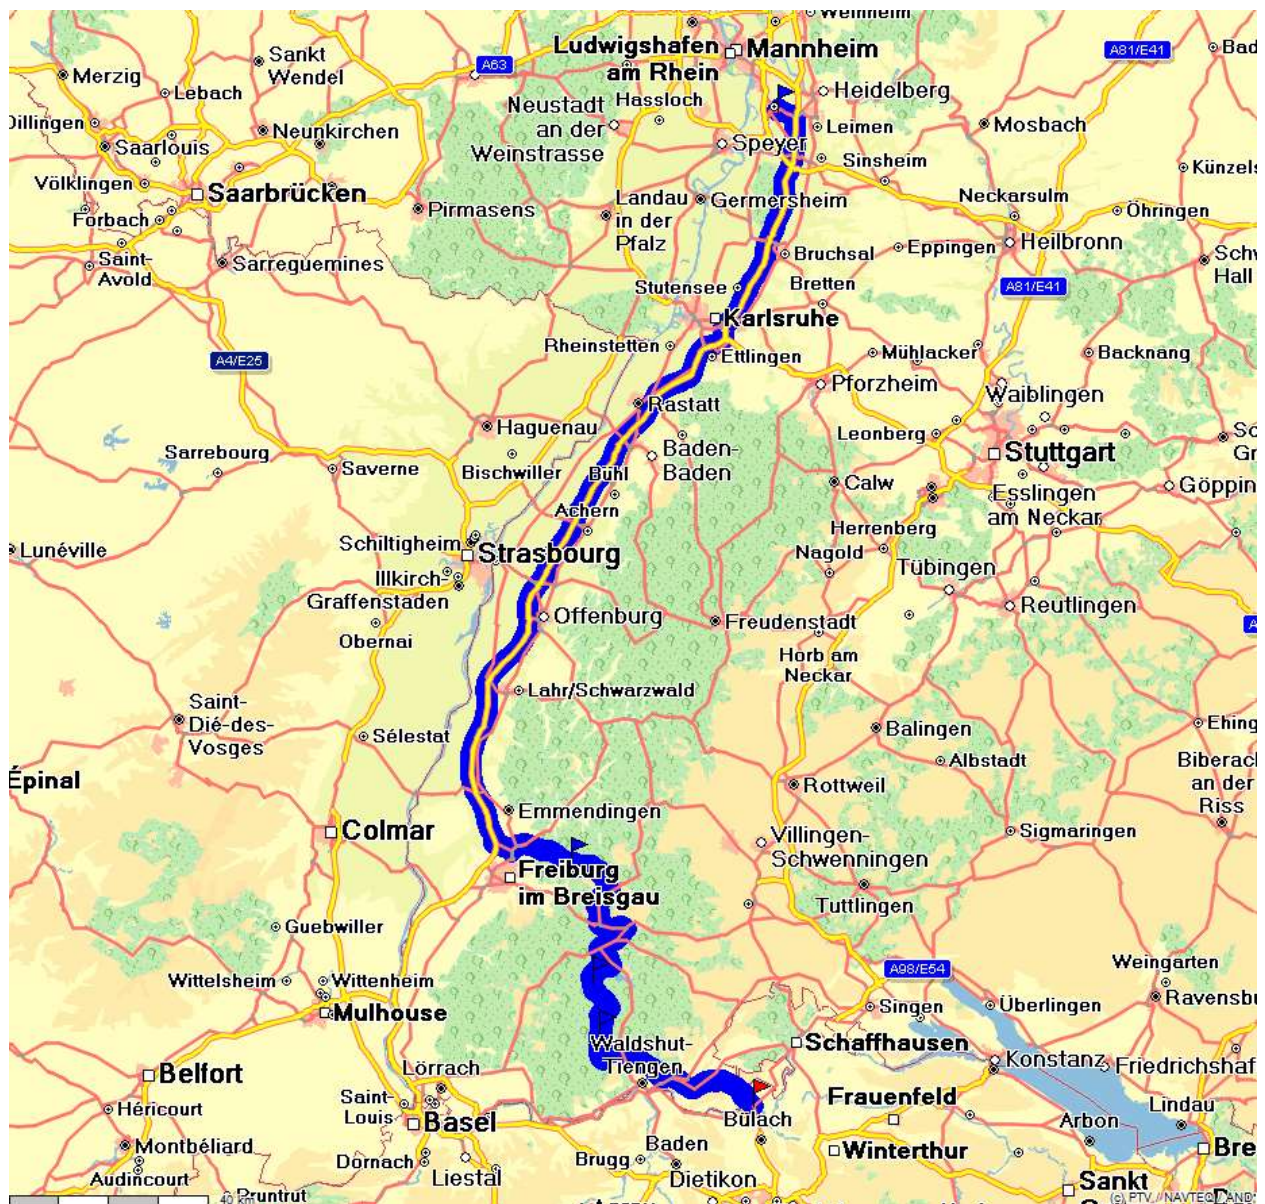 Weinheim
Ludwigshafen
am Rhein
Mannheim
A81/E41
Bad
Sankt
Wendel
A63
Merzig
Lebach
Neustadt
an der
Weinstrasse
Hassloch
Heidelberg
Dillingen
Neunkirchen
Leimen
Mosbach
Saarlouis
Speyer
Sinsheim
Künzels
Völklingen
Saarbrücken
Landau
in der
Pfalz
Germersheim
Neckarsulm
Forbach
Pirmasens
Öhringen
Saint-
Avold
Sarreguemines
Bruchsal
Eppingen
Heilbronn
Schw
Hall
Stutensee
Bretten
A81/E41
Karlsruhe
Rheinstetten
Ettlingen
Mühlacker
Backnang
A4/E25
Pforzheim
Waiblingen
Rastatt
Haguenau
Leonberg
Sarrebourg
Saverne
Bischwiller
Bühl
Baden-
Baden
Stuttgart
Calw
Esslingen
am Neckar
Göppin
Achern
Herrenberg
Lunéville
Schiltigheim
Strasbourg
Nagold
Tübingen
Illkirch-
Graffenstaden
Reutlingen
Obernai
Offenburg
Freudenstadt
Horb am
Neckar
Lahr/Schwarzwald
Saint-
Dié-des-
Vosges
Sélestat
Balingen
Ehing
Albstadt
Épinal
Biberac
an der
Riss
Rottweil
Emmendingen
Colmar
Villingen-
Schwenningen
Sigmaringen
Freiburg
im Breisgau
Tuttlingen
Guebwiller
A98/E54
Weingarten
Wittelsheim
Wittenheim
Ravensbu
Mulhouse
Singen
Überlingen
Waldshut-
Tiengen
Schaffhausen
Konstanz
Friedrichshaf
Belfort
Lörrach
Héricourt
Saint-
Louis
Basel
Bülach
Frauenfeld
Lindau
Arbon
Montbéliard
Audincourt
Dornach
Liestal
Baden
Brugg
Dietikon
Winterthur
Bre
Sankt
40 km
Pruntrut
(c) PTV, NAVTEQ, AND